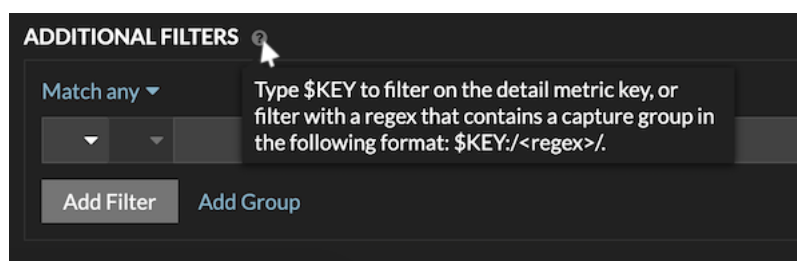 ADDITIONAL FILTERS ?
Match any
Type $KEY to filter on the detail metric key, or
filter with a regex that contains a capture group in
the following format: $KEY:/<regex>/.
Add Filter
Add Group